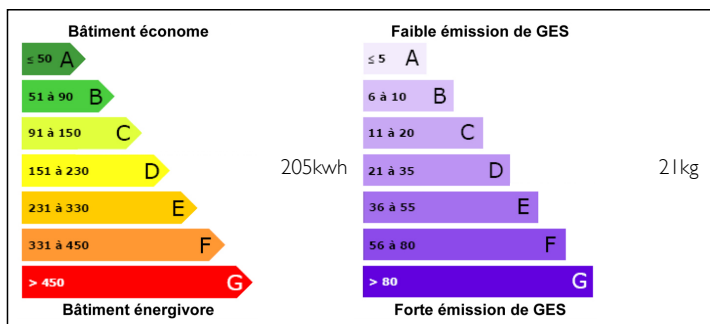 Bâtiment économe
≤ 50 A
51 à 90 B
91 à 150 C
151 à 230 D
231 à 330 E
331 à 450 F
> 450 G
Bâtiment énergivore
205kwh
Faible émission de GES
≤ 5 A
6 à 10 B
11 à 20 C
21 à 35 D
36 à 55 E
56 à 80 F
> 80 G
Forte émission de GES
21kg